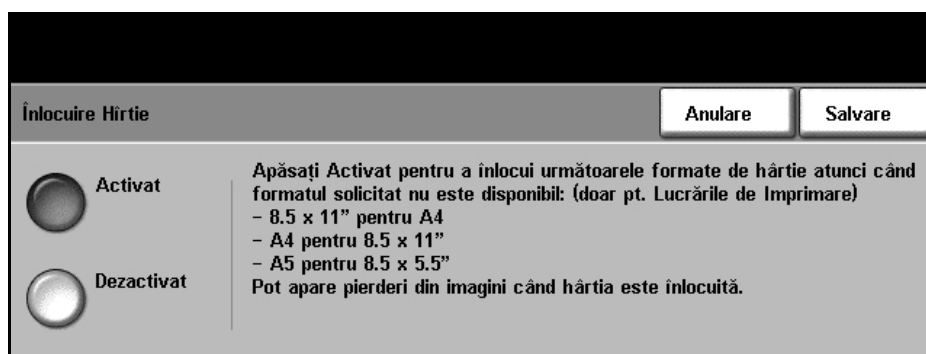 Înlocuire Hîrtie
Anulare
Salvare
Activat
Dezactivat
Apăsați Activat pentru a înlocui următoarele formate de hârtie atunci când
formatul solicitat nu este disponibil: (doar pt. Lucrările de Imprimare)
– 8.5 x 11” pentru A4
– A4 pentru 8.5 x 11”
– A5 pentru 8.5 x 5.5”
Pot apare pierderi din imagini când hârtia este înlocuită.